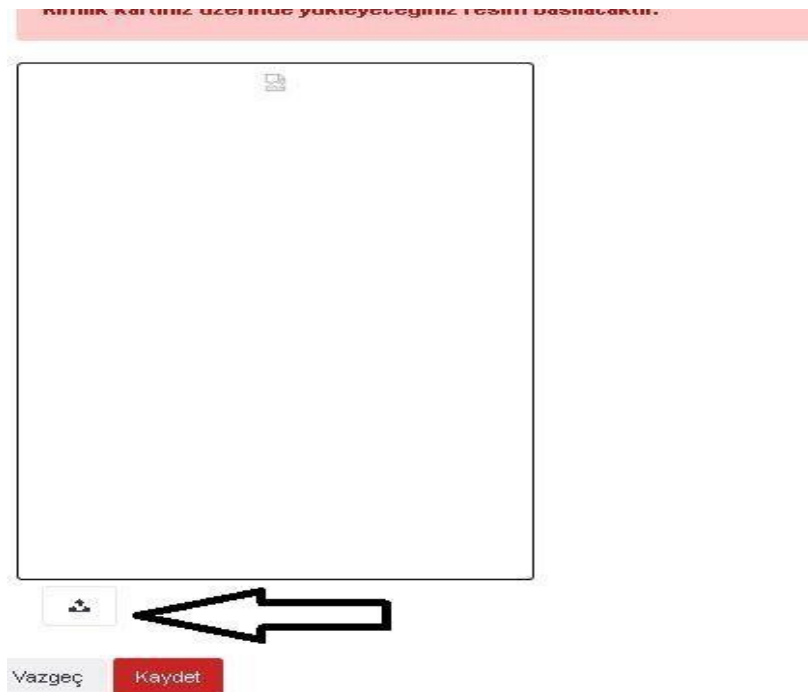 Kimlik kartınız üzerinde yükleyeceğiniz resim basılacaktır.
Vazgeç
Kaydet